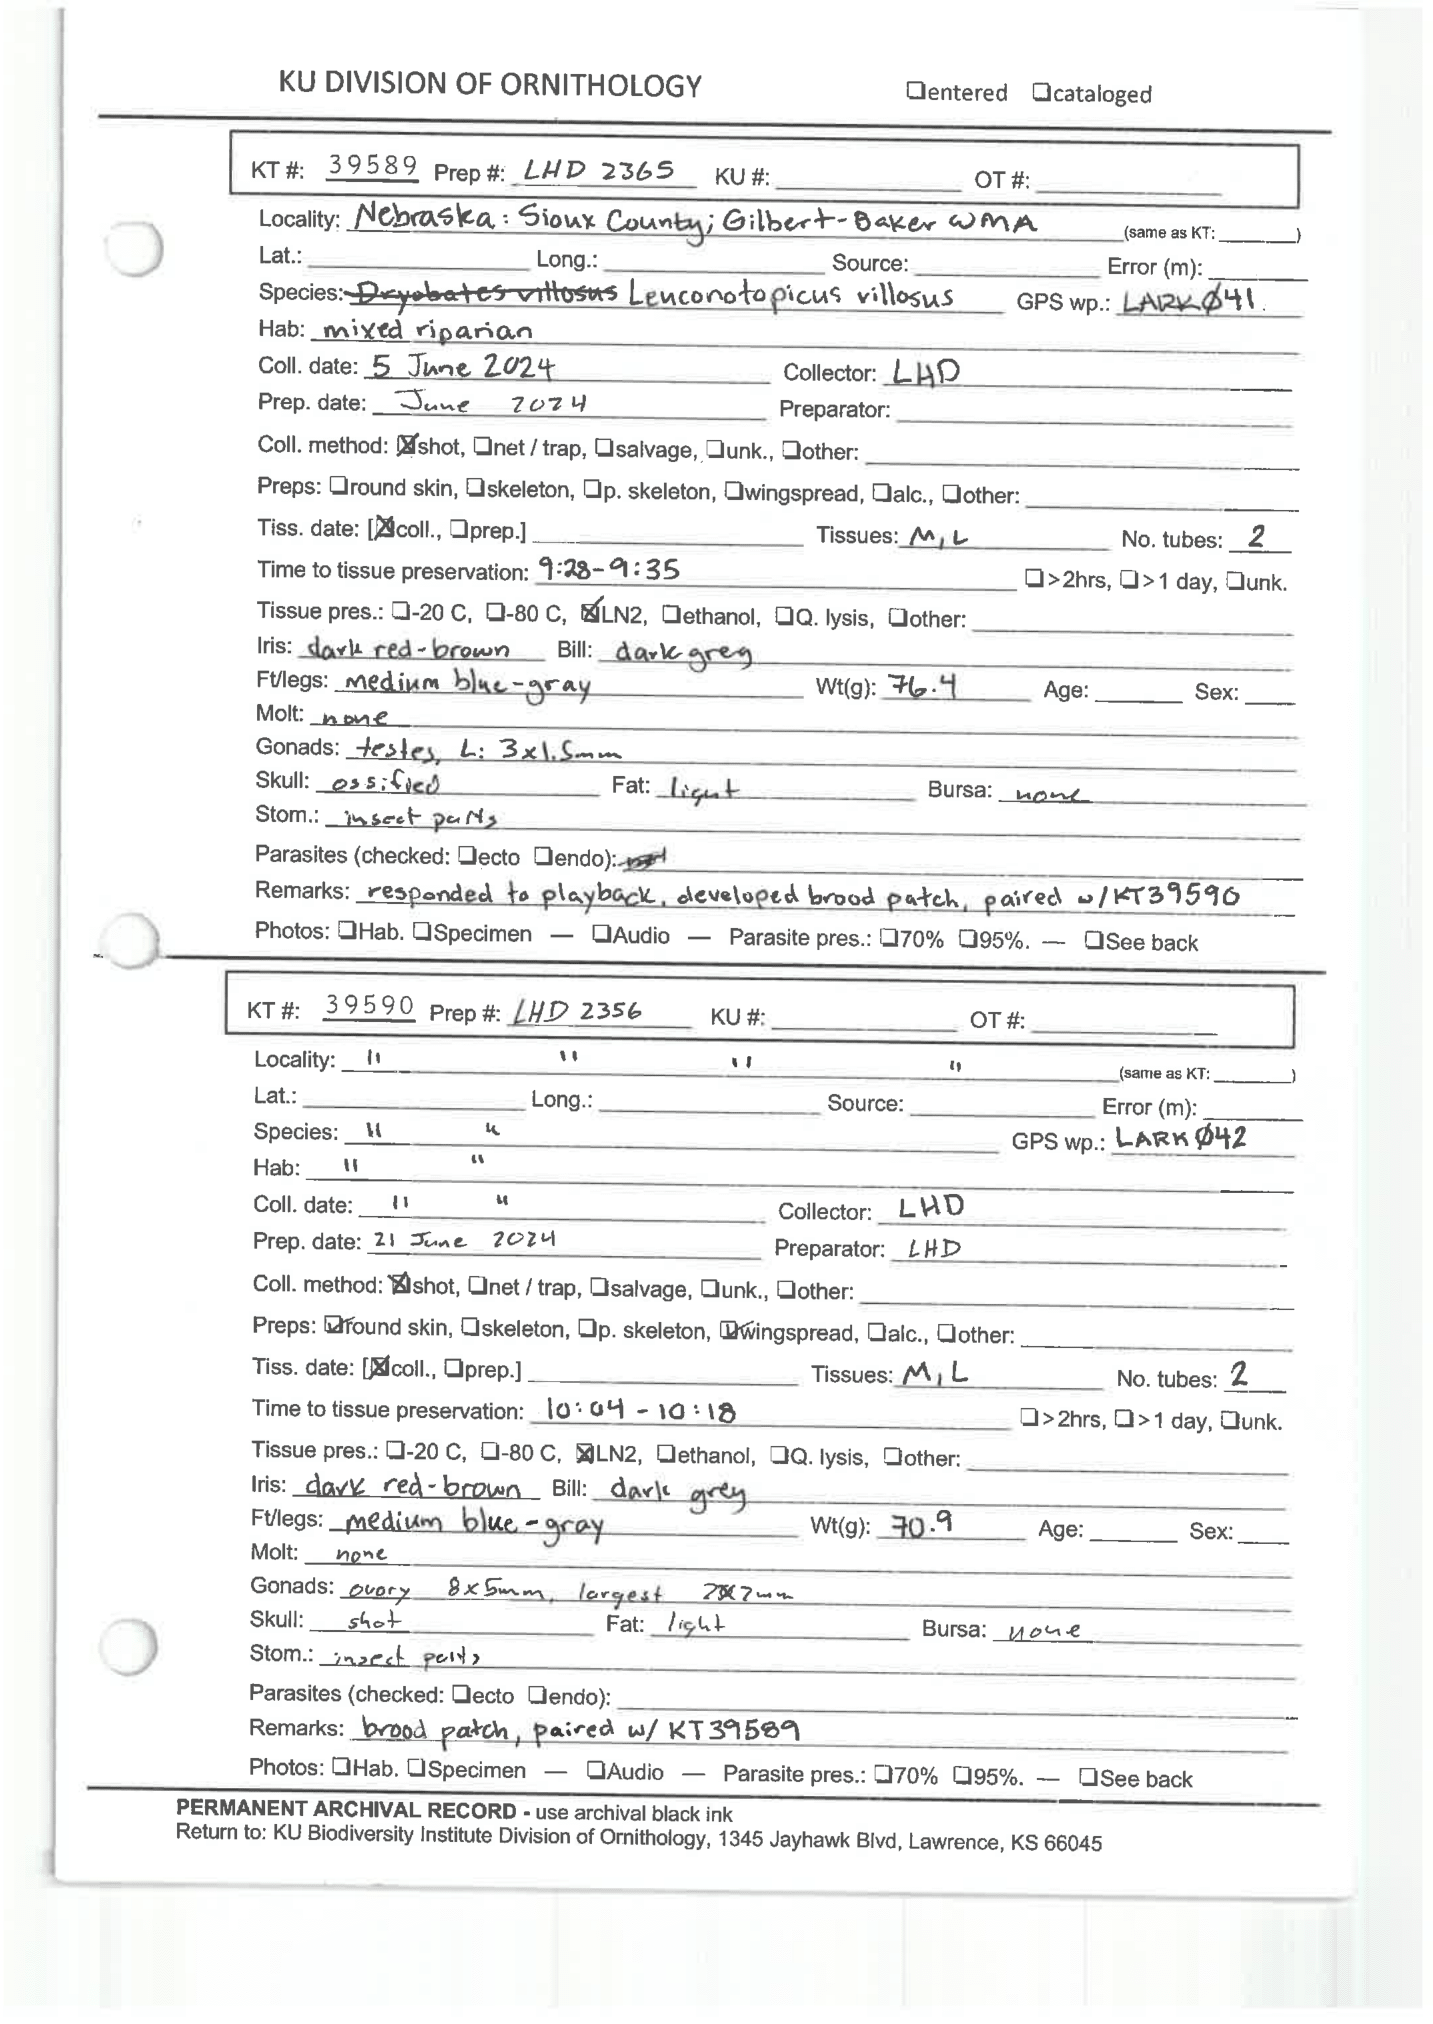 KU DIVISION OF ORNITHOLOGY ☐entered ☐cataloged
KT #: 39589 Prep #: LHD 2365 KU #: OT #:
Locality: Nebraska: Sioux County; Gilbert-Baker WMA (same as KT: )
Lat.: Long.: Source: Error (m):
Species: Dryobates villosus Leuconotopicus villosus GPS wp.: LARKØ41
Hab: mixed riparian
Coll. date: 5 June 2024 Collector: LHD
Prep. date: June 2024 Preparator:
Coll. method: ☒shot, ☐net / trap, ☐salvage, ☐unk., ☐other:
Preps: ☐round skin, ☐skeleton, ☐p. skeleton, ☐wingspread, ☐alc., ☐other:
Tiss. date: [☒coll., ☐prep.] Tissues: M, L No. tubes: 2
Time to tissue preservation: 9:28-9:35 ☐>2hrs, ☐>1 day, ☐unk.
Tissue pres.: ☐-20 C, ☐-80 C, ☒LN2, ☐ethanol, ☐Q. lysis, ☐other:
Iris: dark red-brown Bill: dark grey
Ft/legs: medium blue-gray Wt(g): 76.4 Age: Sex:
Molt: none
Gonads: testes, L: 3x1.5mm
Skull: ossified Fat: light Bursa: none
Stom.: insect parts
Parasites (checked: ☐ecto ☐endo):
Remarks: responded to playback, developed brood patch, paired w/KT39590
Photos: ☐Hab. ☐Specimen — ☐Audio — Parasite pres.: ☐70% ☐95%. — ☐See back
KT #: 39590 Prep #: LHD 2356 KU #: OT #:
Locality: " " " " (same as KT: )
Lat.: Long.: Source: Error (m):
Species: " " GPS wp.: LARKØ42
Hab: " "
Coll. date: " " Collector: LHD
Prep. date: 21 June 2024 Preparator: LHD
Coll. method: ☒shot, ☐net / trap, ☐salvage, ☐unk., ☐other:
Preps: ☑round skin, ☐skeleton, ☐p. skeleton, ☑wingspread, ☐alc., ☐other:
Tiss. date: [☒coll., ☐prep.] Tissues: M, L No. tubes: 2
Time to tissue preservation: 10:04-10:18 ☐>2hrs, ☐>1 day, ☐unk.
Tissue pres.: ☐-20 C, ☐-80 C, ☒LN2, ☐ethanol, ☐Q. lysis, ☐other:
Iris: dark red-brown Bill: dark grey
Ft/legs: medium blue-gray Wt(g): 70.9 Age: Sex:
Molt: none
Gonads: ovary 8x5mm, largest 2x2mm
Skull: shot Fat: light Bursa: none
Stom.: insect parts
Parasites (checked: ☐ecto ☐endo):
Remarks: brood patch, paired w/ KT39589
Photos: ☐Hab. ☐Specimen — ☐Audio — Parasite pres.: ☐70% ☐95%. — ☐See back
PERMANENT ARCHIVAL RECORD - use archival black ink
Return to: KU Biodiversity Institute Division of Ornithology, 1345 Jayhawk Blvd, Lawrence, KS 66045